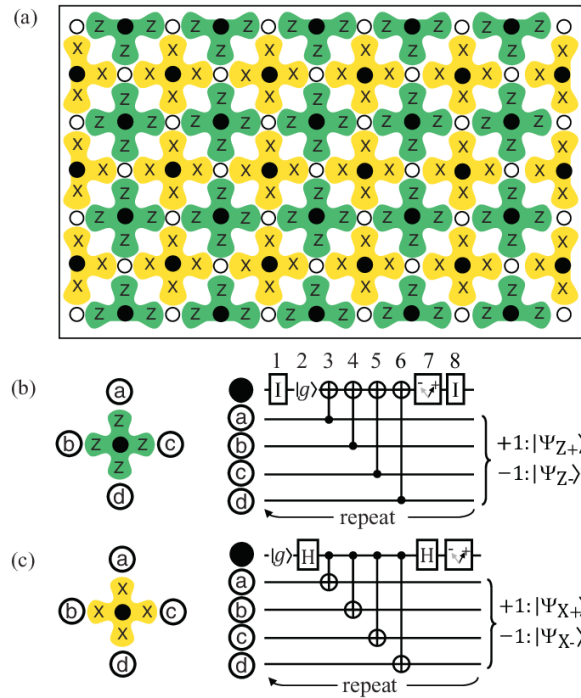 (a)
Z Z Z Z Z Z Z Z Z Z
X Z X Z X Z X Z X Z X
X X X X X X X X X X
X Z X Z X Z X Z X Z X
Z Z Z Z Z Z Z Z Z Z
X Z X Z X Z X Z X Z X
X X X X X X X X X X
X Z X Z X Z X Z X Z X
Z Z Z Z Z Z Z Z Z Z
X Z X Z X Z X Z X Z X
X X X X X X X X X X
X Z X Z X Z X Z X Z X
Z Z Z Z Z Z Z Z Z Z
(b)
a
Z
b Z Z c
Z
d
1 2 3 4 5 6 7 8
I |g⟩ - + I
a
b
c
d
+1:|Ψ_Z+⟩
−1:|Ψ_Z-⟩
repeat
(c)
a
X
b X X c
X
d
|g⟩ H H - +
a
b
c
d
+1:|Ψ_X+⟩
−1:|Ψ_X-⟩
repeat